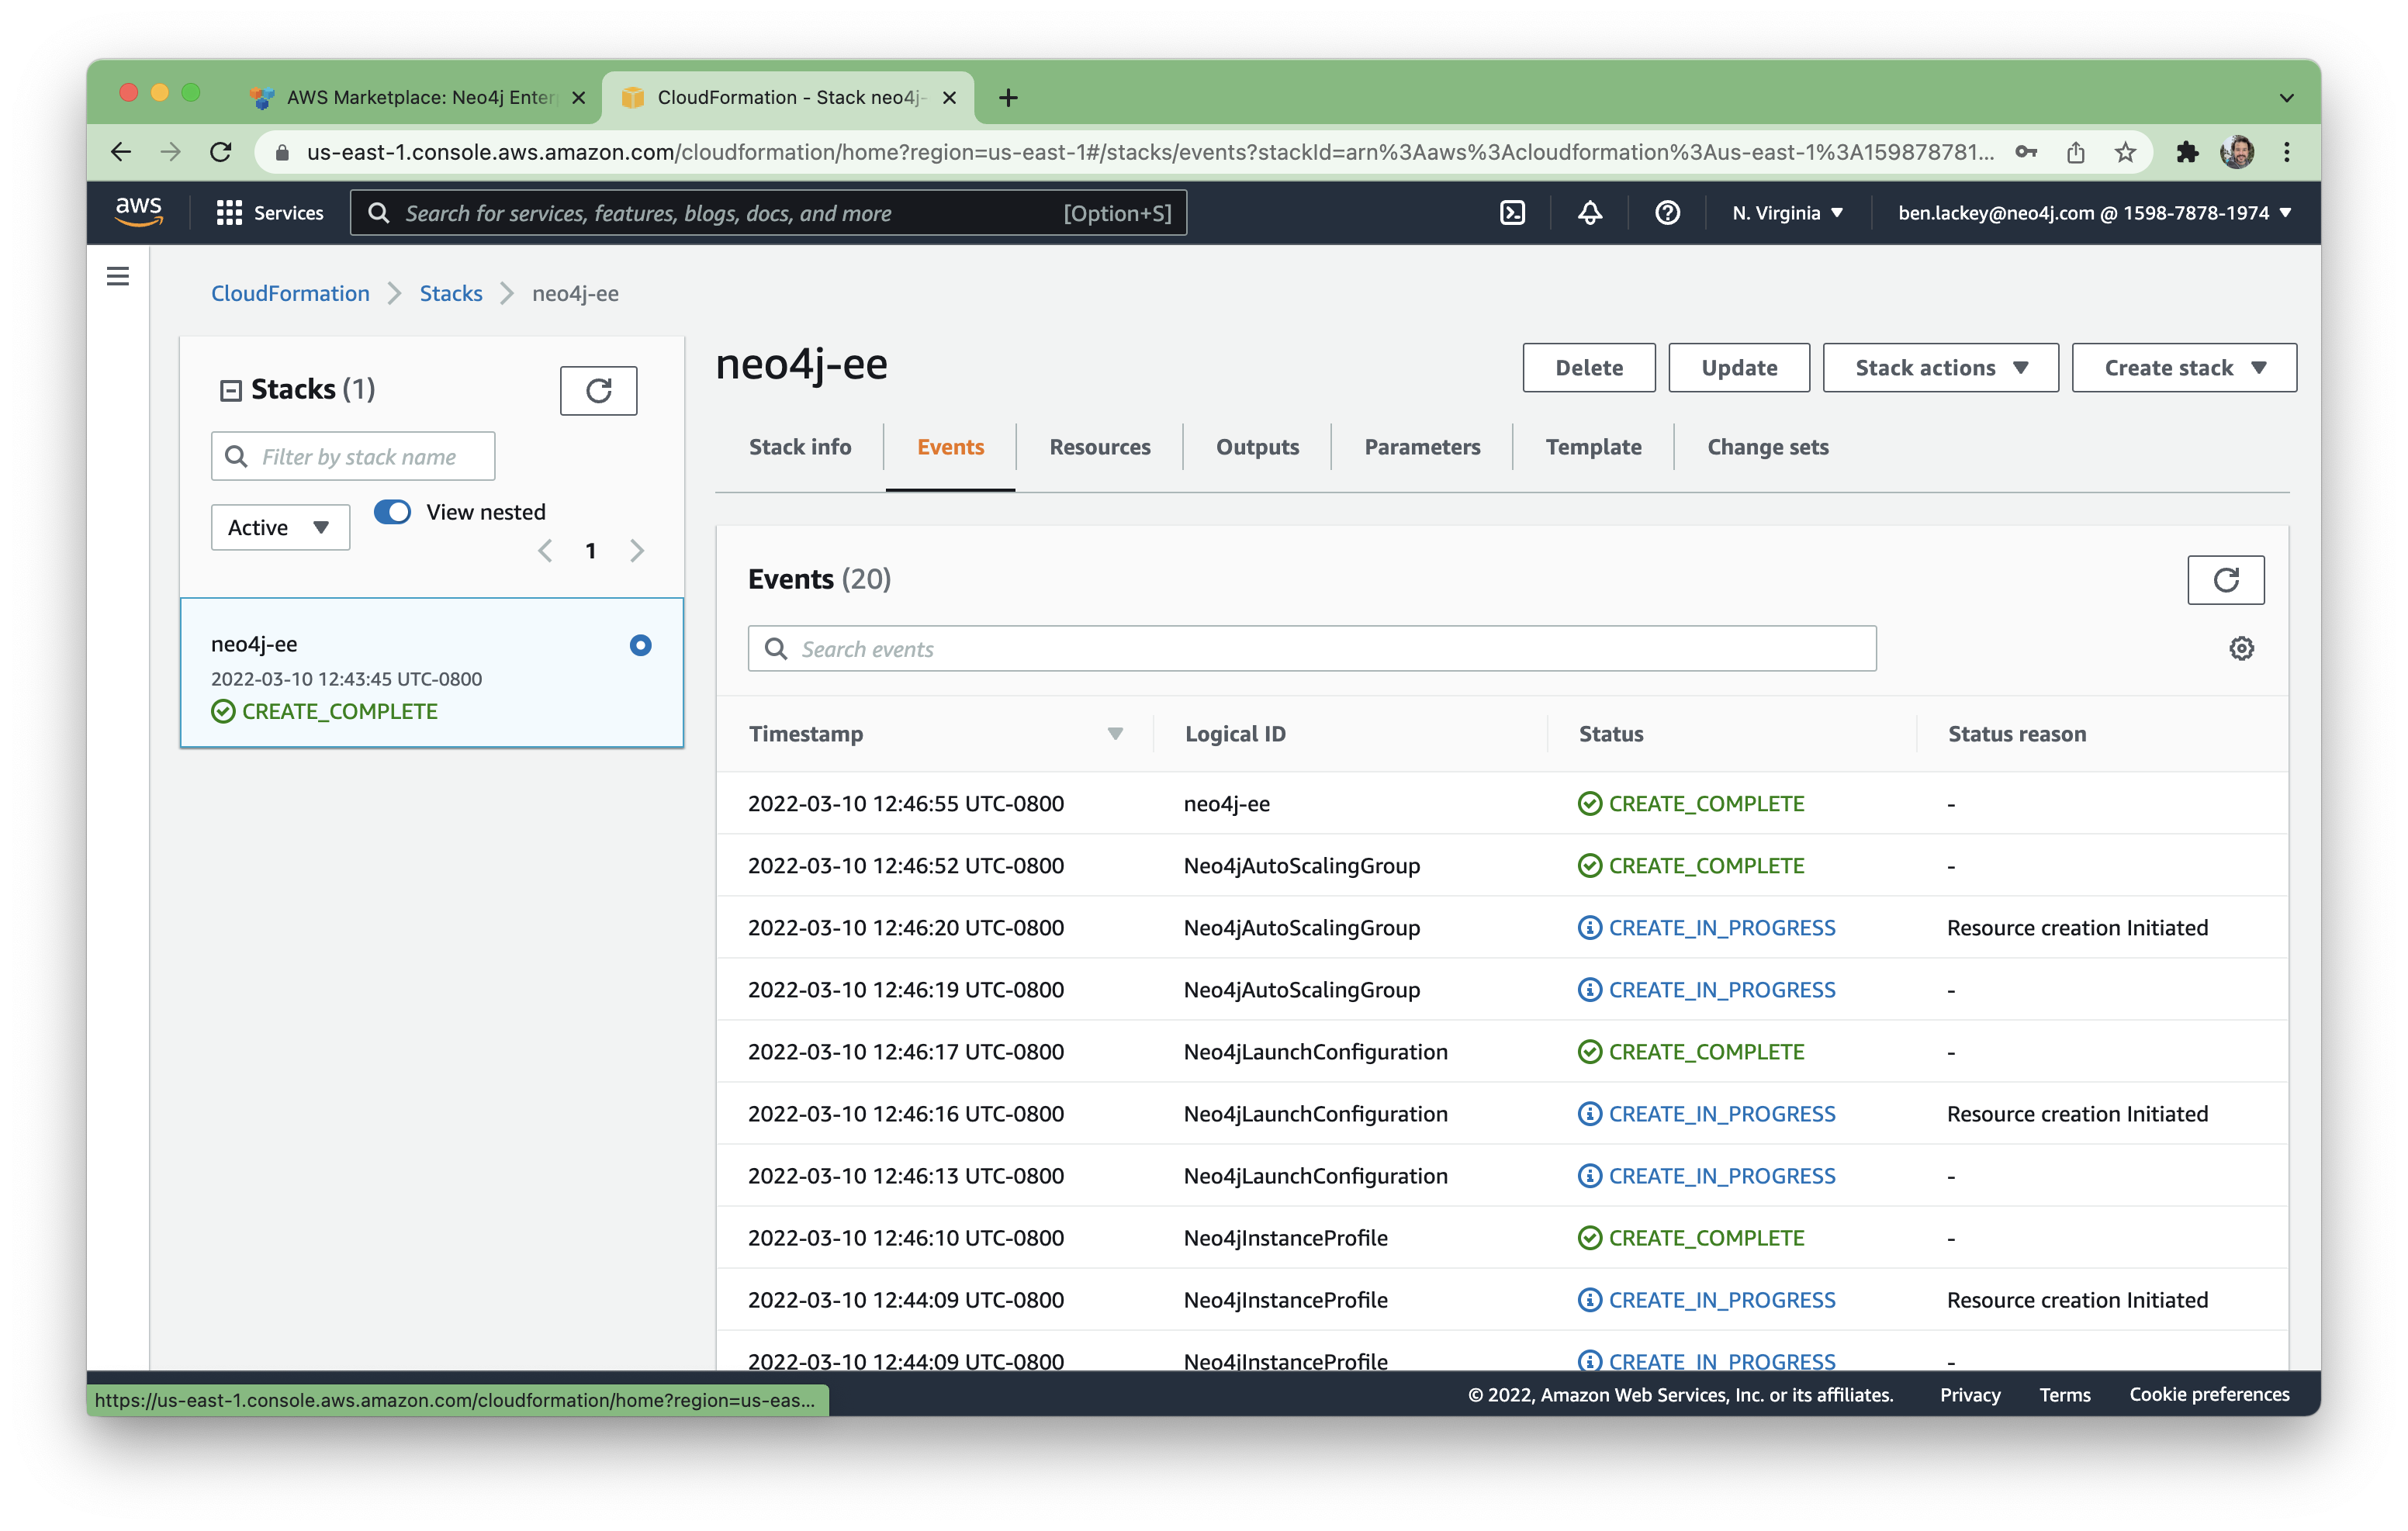 AWS Marketplace: Neo4j Enter
CloudFormation - Stack neo4j-
us-east-1.console.aws.amazon.com/cloudformation/home?region=us-east-1#/stacks/events?stackId=arn%3Aaws%3Acloudformation%3Aus-east-1%3A159878781...
aws
Services
Search for services, features, blogs, docs, and more
[Option+S]
N. Virginia
ben.lackey@neo4j.com @ 1598-7878-1974
CloudFormation
Stacks
neo4j-ee
Stacks (1)
Filter by stack name
Active
View nested
1
neo4j-ee
2022-03-10 12:43:45 UTC-0800
CREATE_COMPLETE
neo4j-ee
Delete
Update
Stack actions
Create stack
Stack info
Events
Resources
Outputs
Parameters
Template
Change sets
Events (20)
Search events
Timestamp Logical ID Status Status reason
2022-03-10 12:46:55 UTC-0800 neo4j-ee CREATE_COMPLETE -
2022-03-10 12:46:52 UTC-0800 Neo4jAutoScalingGroup CREATE_COMPLETE -
2022-03-10 12:46:20 UTC-0800 Neo4jAutoScalingGroup CREATE_IN_PROGRESS Resource creation Initiated
2022-03-10 12:46:19 UTC-0800 Neo4jAutoScalingGroup CREATE_IN_PROGRESS -
2022-03-10 12:46:17 UTC-0800 Neo4jLaunchConfiguration CREATE_COMPLETE -
2022-03-10 12:46:16 UTC-0800 Neo4jLaunchConfiguration CREATE_IN_PROGRESS Resource creation Initiated
2022-03-10 12:46:13 UTC-0800 Neo4jLaunchConfiguration CREATE_IN_PROGRESS -
2022-03-10 12:46:10 UTC-0800 Neo4jInstanceProfile CREATE_COMPLETE -
2022-03-10 12:44:09 UTC-0800 Neo4jInstanceProfile CREATE_IN_PROGRESS Resource creation Initiated
2022-03-10 12:44:09 UTC-0800 Neo4jInstanceProfile CREATE_IN_PROGRESS -
https://us-east-1.console.aws.amazon.com/cloudformation/home?region=us-eas...
© 2022, Amazon Web Services, Inc. or its affiliates.
Privacy
Terms
Cookie preferences